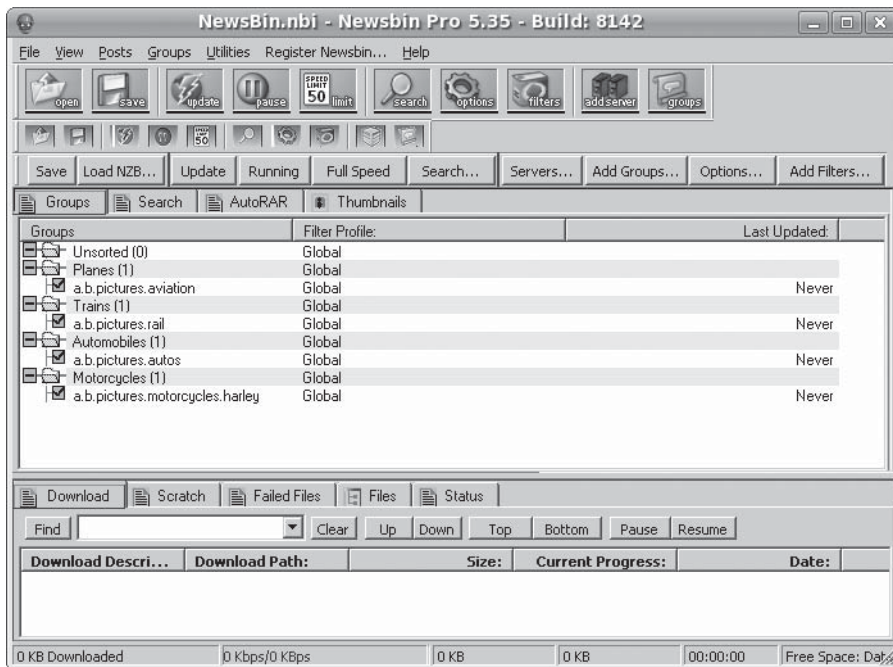 NewsBin.nbi - Newsbin Pro 5.35 - Build: 8142
File View Posts Groups Utilities Register Newsbin... Help
open save update pause SPEED LIMIT 50 limit search options filters add server groups
50
Save Load NZB... Update Running Full Speed Search... Servers... Add Groups... Options... Add Filters...
Groups Search AutoRAR Thumbnails
Groups Filter Profile: Last Updated:
Unsorted (0) Global
Planes (1) Global
a.b.pictures.aviation Global Never
Trains (1) Global
a.b.pictures.rail Global Never
Automobiles (1) Global
a.b.pictures.autos Global Never
Motorcycles (1) Global
a.b.pictures.motorcycles.harley Global Never
Download Scratch Failed Files Files Status
Find Clear Up Down Top Bottom Pause Resume
Download Descri... Download Path: Size: Current Progress: Date:
0 KB Downloaded 0 Kbps/0 KBps 0 KB 0 KB 00:00:00 Free Space: Data